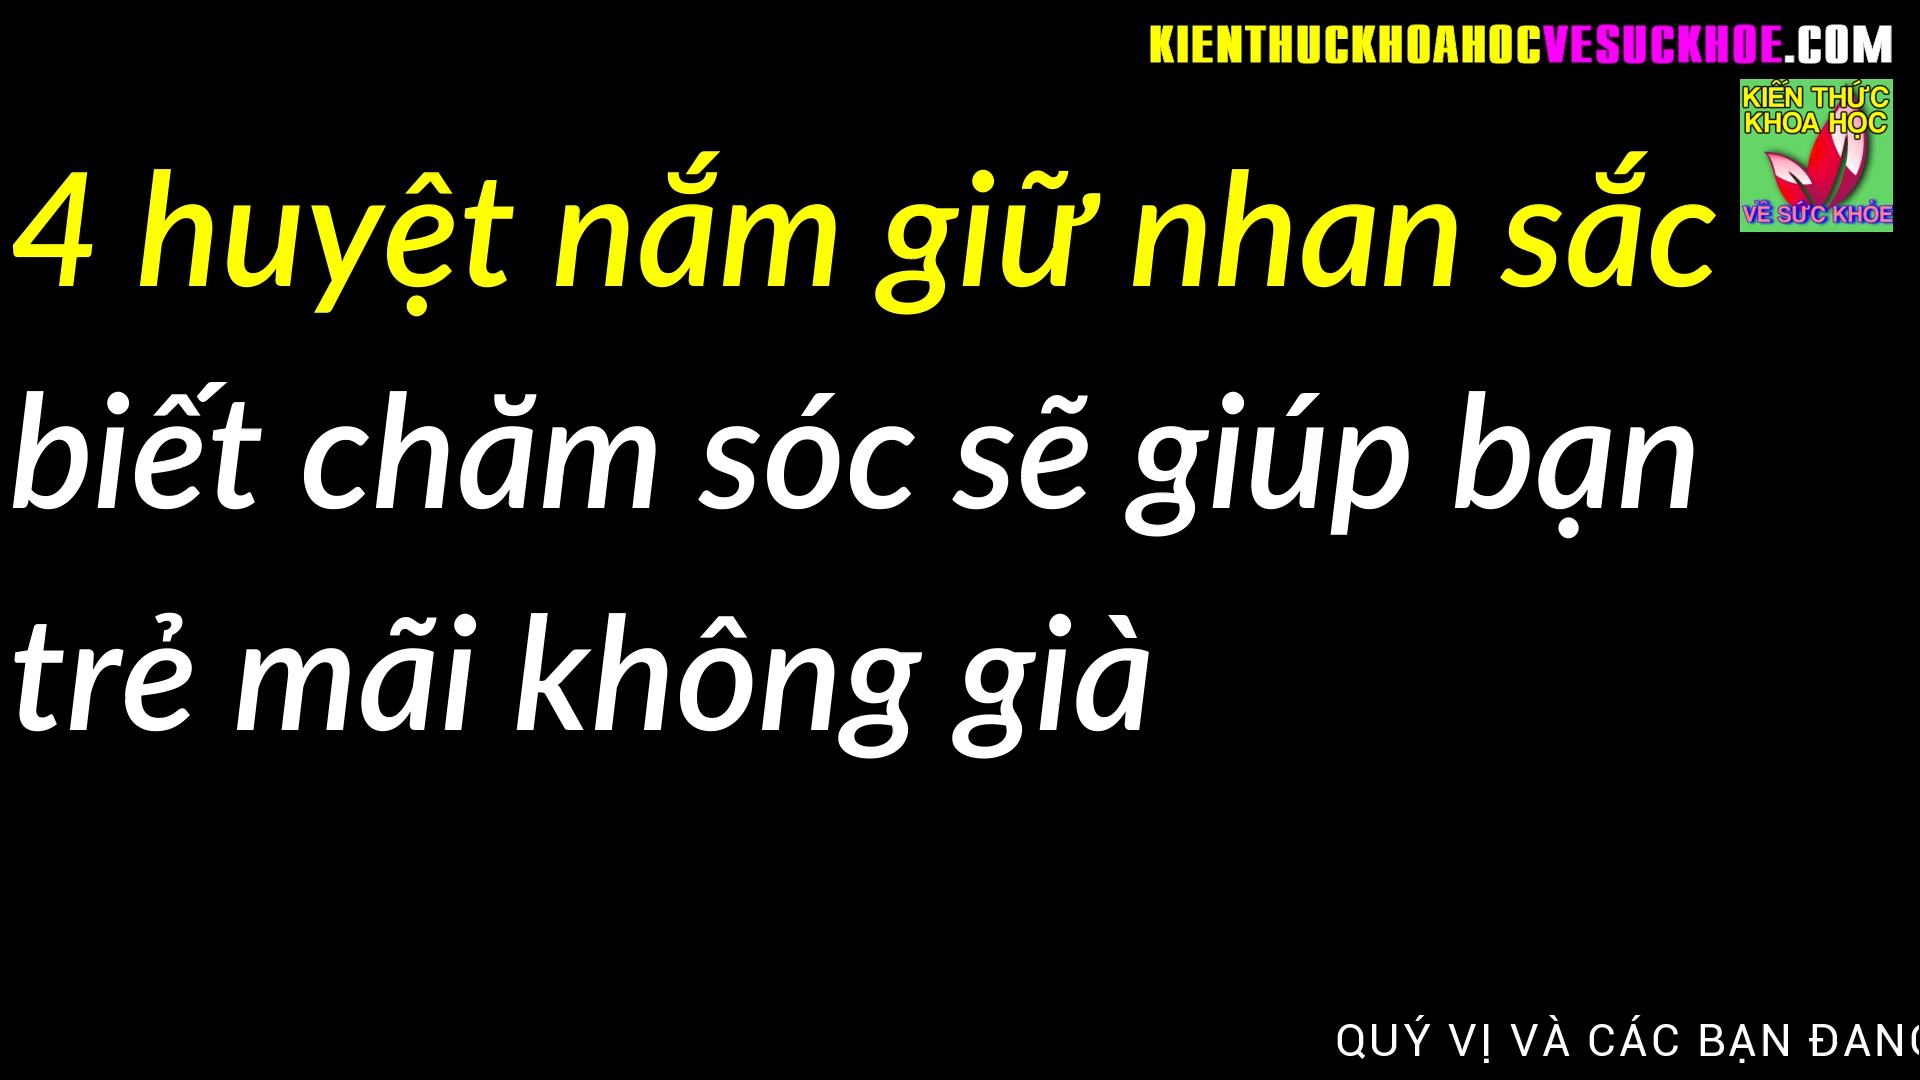 KIENTHUCKHOAHOCVESUCKHOE.COM
KIẾN THỨC
KHOA HỌC
VỀ SỨC KHỎE
4 huyệt nắm giữ nhan sắc
biết chăm sóc sẽ giúp bạn
trẻ mãi không già
QUÝ VỊ VÀ CÁC BẠN ĐANG